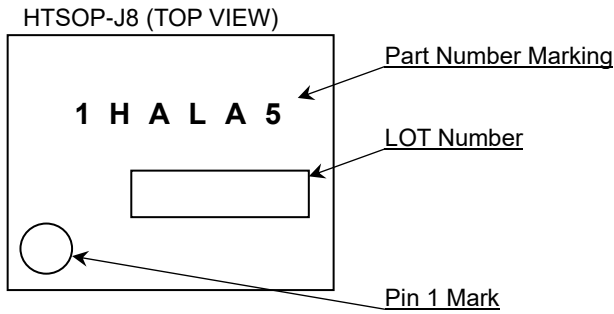 HTSOP-J8 (TOP VIEW)
Part Number Marking
1 H A L A 5
LOT Number
Pin 1 Mark